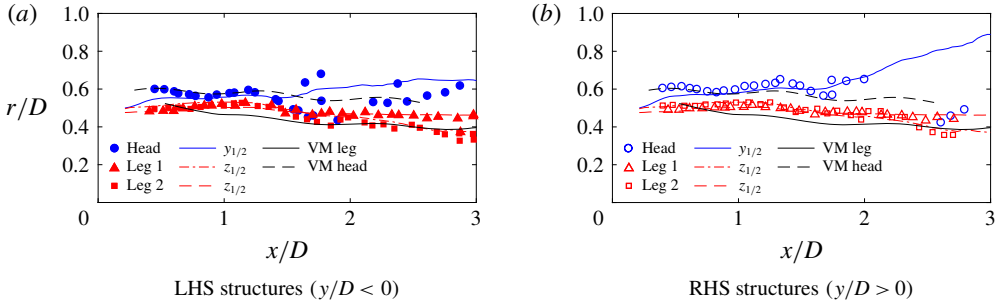 (a)
(b)
1.0
0.8
0.6
0.4
0.2
0
1
2
3
r/D
x/D
Head
Leg 1
Leg 2
y1/2
z1/2
z1/2
VM leg
VM head
LHS structures (y/D < 0)
1.0
0.8
0.6
0.4
0.2
0
1
2
3
x/D
Head
Leg 1
Leg 2
y1/2
z1/2
z1/2
VM leg
VM head
RHS structures (y/D > 0)